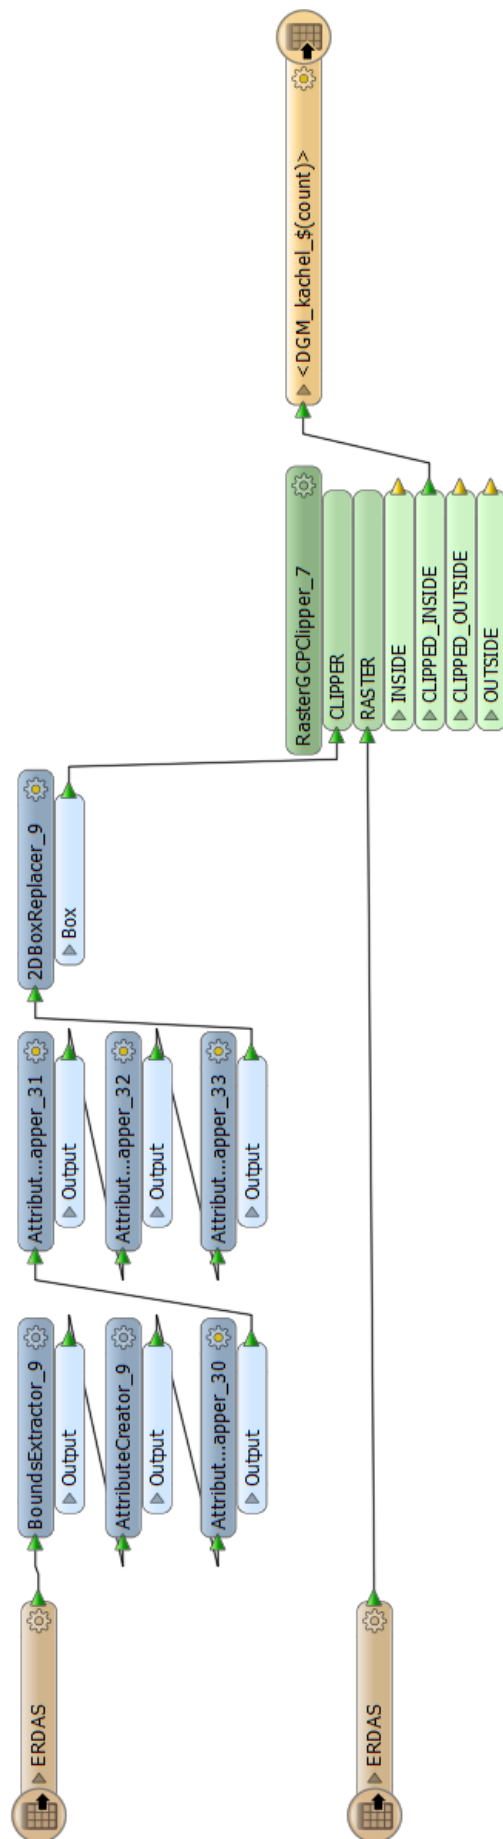 ERDAS
BoundsExtractor_9
Output
AttributeCreator_9
Output
Attribut...apper_30
Output
Attribut...apper_31
Output
Attribut...apper_32
Output
Attribut...apper_33
Output
2DBoxReplacer_9
Box
ERDAS
RasterGCPClipper_7
CLIPPER
RASTER
INSIDE
CLIPPED_INSIDE
CLIPPED_OUTSIDE
OUTSIDE
<DGM_kachel_$(count)>